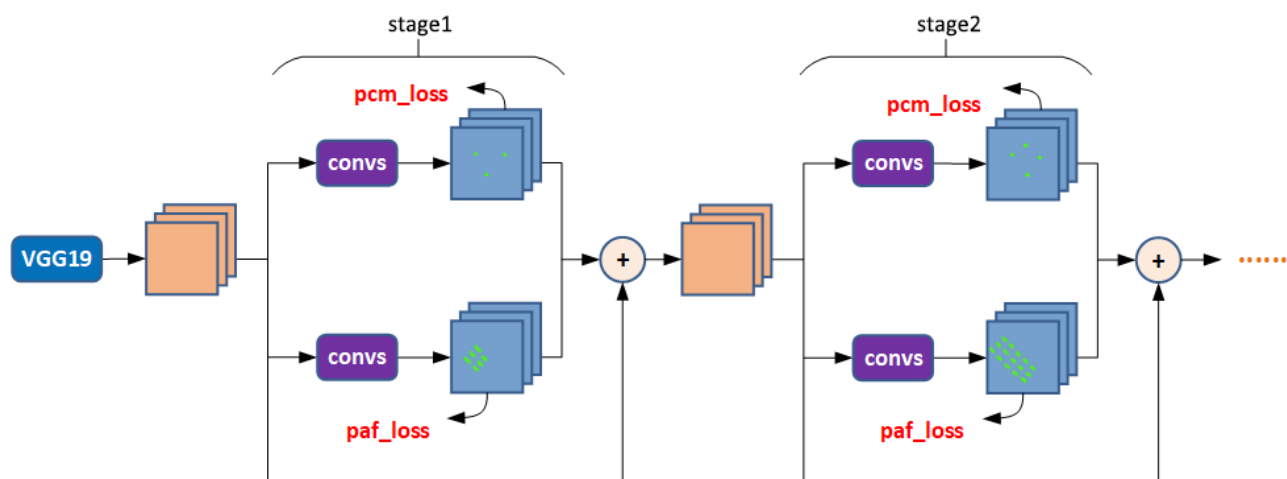 stage1
stage2
pcm_loss
pcm_loss
convs
convs
VGG19
+
+
......
convs
convs
paf_loss
paf_loss